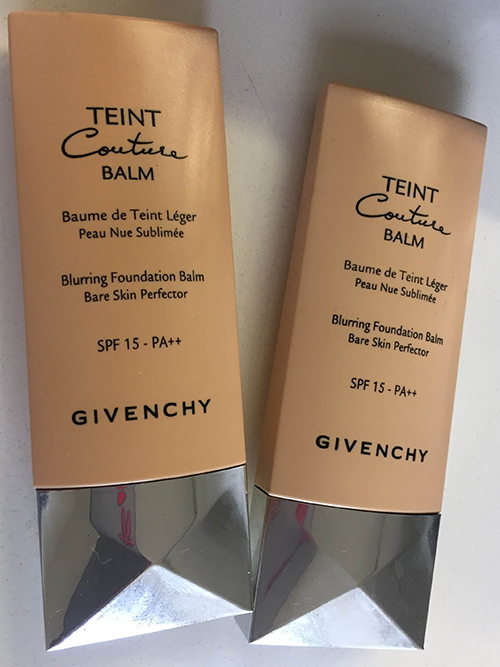 TEINT
Couture
BALM
Baume de Teint Léger
Peau Nue Sublimée
Blurring Foundation Balm
Bare Skin Perfector
SPF 15 - PA++
GIVENCHY
TEINT
Couture
BALM
Baume de Teint Léger
Peau Nue Sublimée
Blurring Foundation Balm
Bare Skin Perfector
SPF 15 - PA++
GIVENCHY